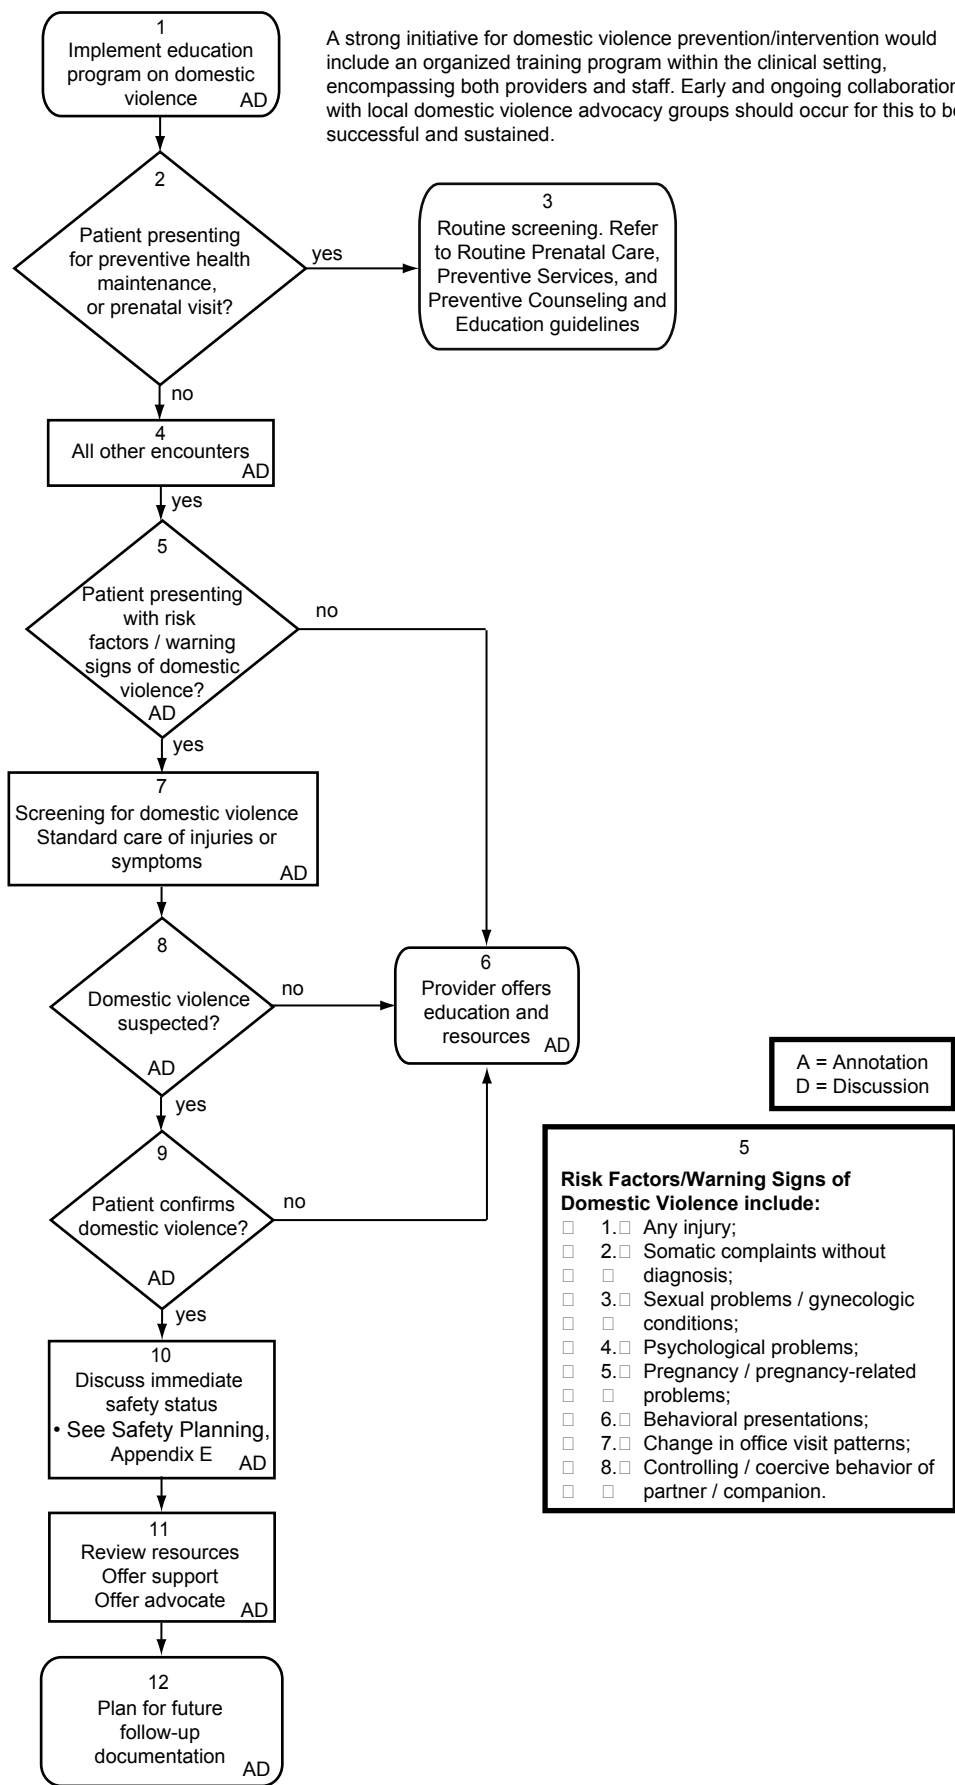 1
Implement education
program on domestic
violence
AD
A strong initiative for domestic violence prevention/intervention would
include an organized training program within the clinical setting,
encompassing both providers and staff. Early and ongoing collaboration
with local domestic violence advocacy groups should occur for this to be
successful and sustained.
2
Patient presenting
for preventive health
maintenance,
or prenatal visit?
yes
3
Routine screening. Refer
to Routine Prenatal Care,
Preventive Services, and
Preventive Counseling and
Education guidelines
no
4
All other encounters
AD
yes
5
Patient presenting
with risk
factors / warning
signs of domestic
violence?
AD
no
yes
7
Screening for domestic violence
Standard care of injuries or
symptoms
AD
8
Domestic violence
suspected?
AD
no
6
Provider offers
education and
resources
AD
yes
9
Patient confirms
domestic violence?
AD
no
yes
10
Discuss immediate
safety status
• See Safety Planning,
Appendix E
AD
11
Review resources
Offer support
Offer advocate
AD
12
Plan for future
follow-up
documentation
AD
A = Annotation
D = Discussion
5
Risk Factors/Warning Signs of
Domestic Violence include:
□ 1.□ Any injury;
□ 2.□ Somatic complaints without
□ □ diagnosis;
□ 3.□ Sexual problems / gynecologic
□ □ conditions;
□ 4.□ Psychological problems;
□ 5.□ Pregnancy / pregnancy-related
□ □ problems;
□ 6.□ Behavioral presentations;
□ 7.□ Change in office visit patterns;
□ 8.□ Controlling / coercive behavior of
□ □ partner / companion.